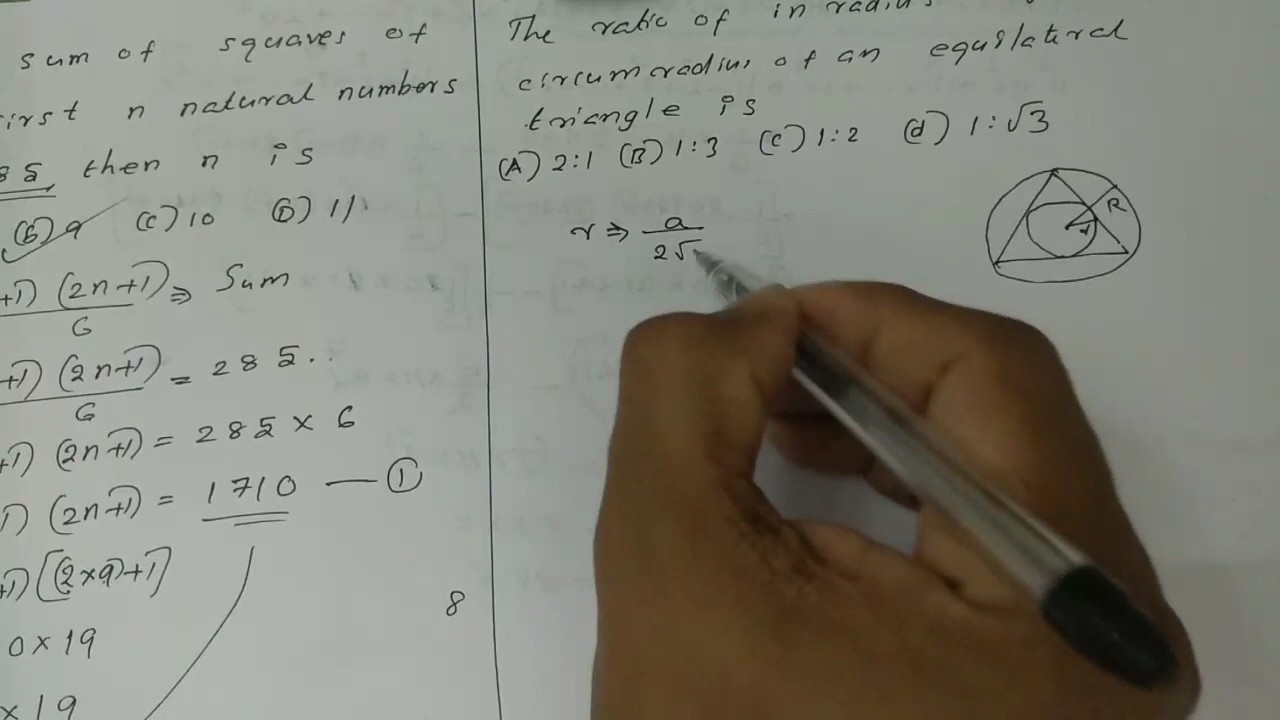 sum of squares of
first n natural numbers
85 then n is
(B) 9 (C) 10 (D) 11
+1) (2n+1) ⇒ Sum
6
+1) (2n+1) = 285.
6
+1) (2n+1) = 285 × 6
1) (2n+1) = 1710 — ①
+1) [(2×9)+1]
0 × 19
× 19
8
The ratio of in radius
circumradius of an equilateral
triangle is
(A) 2:1 (B) 1:3 (C) 1:2 (d) 1:√3
r ⇒ a
2√
R
r